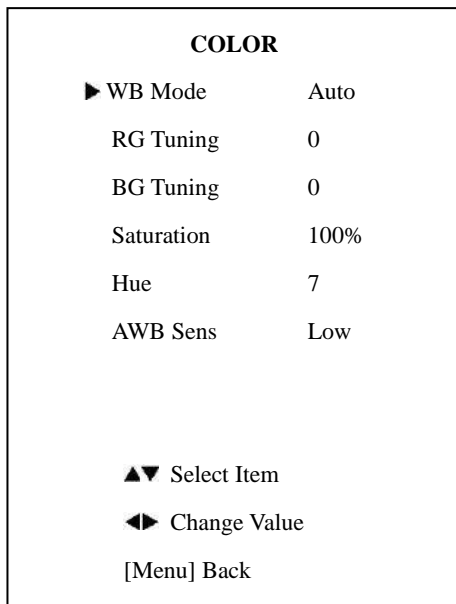 COLOR
▶ WB Mode Auto
RG Tuning 0
BG Tuning 0
Saturation 100%
Hue 7
AWB Sens Low
▲▼ Select Item
◀▶ Change Value
[Menu] Back